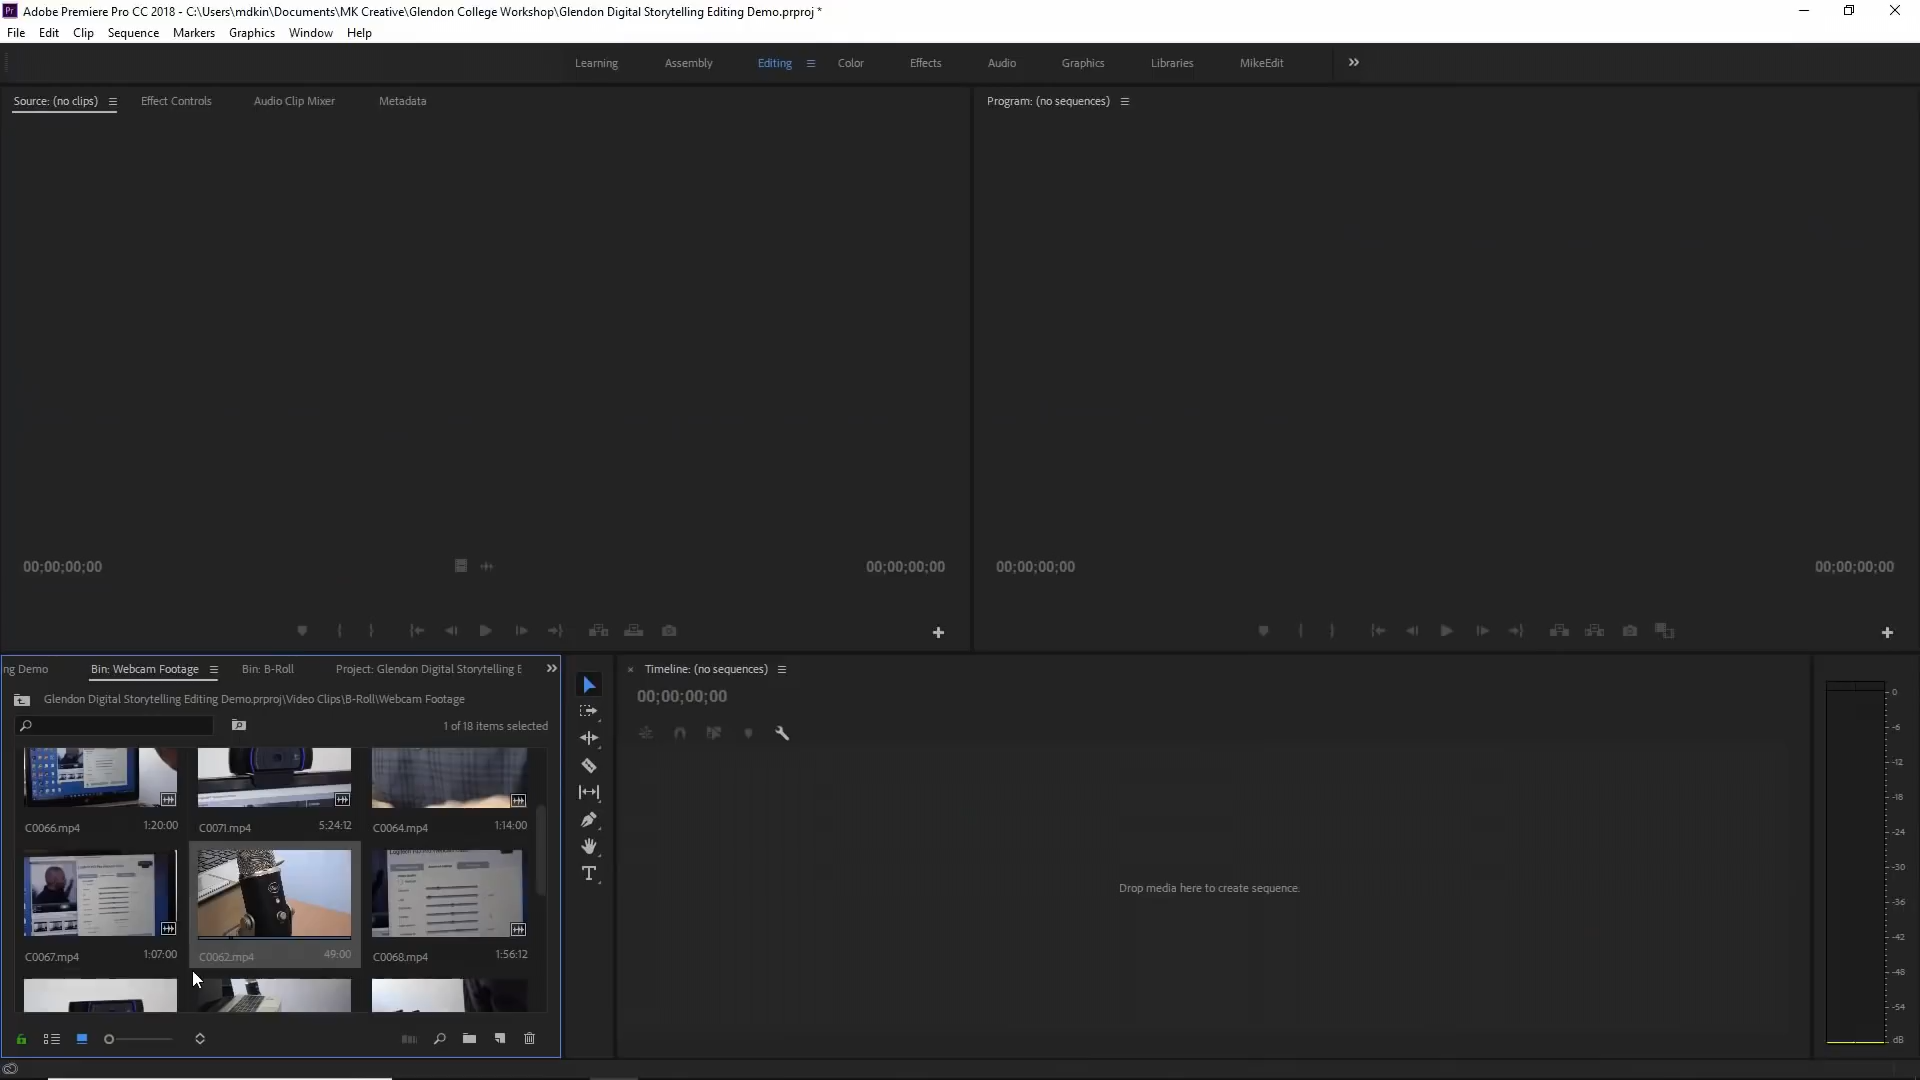 Pr Adobe Premiere Pro CC 2018 - C:\Users\mdkin\Documents\MK Creative\Glendon College Workshop\Glendon Digital Storytelling Editing Demo.prproj *
File Edit Clip Sequence Markers Graphics Window Help
Learning Assembly Editing Color Effects Audio Graphics Libraries MikeEdit
Source: (no clips) Effect Controls Audio Clip Mixer Metadata
Program: (no sequences)
00;00;00;00 00;00;00;00
00;00;00;00 00;00;00;00
ng Demo Bin: Webcam Footage Bin: B-Roll Project: Glendon Digital Storytelling E
Glendon Digital Storytelling Editing Demo.prproj\Video Clips\B-Roll\Webcam Footage
1 of 18 items selected
C0066.mp4 1:20:00
C0071.mp4 5:24:12
C0064.mp4 1:14:00
C0067.mp4 1:07:00
C0062.mp4 49:00
C0068.mp4 1:56:12
Timeline: (no sequences)
00;00;00;00
Drop media here to create sequence.
0
-6
-12
-18
-24
-30
-36
-42
-48
-54
dB